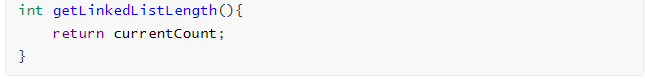 int getLinkedListLength(){
    return currentCount;
}